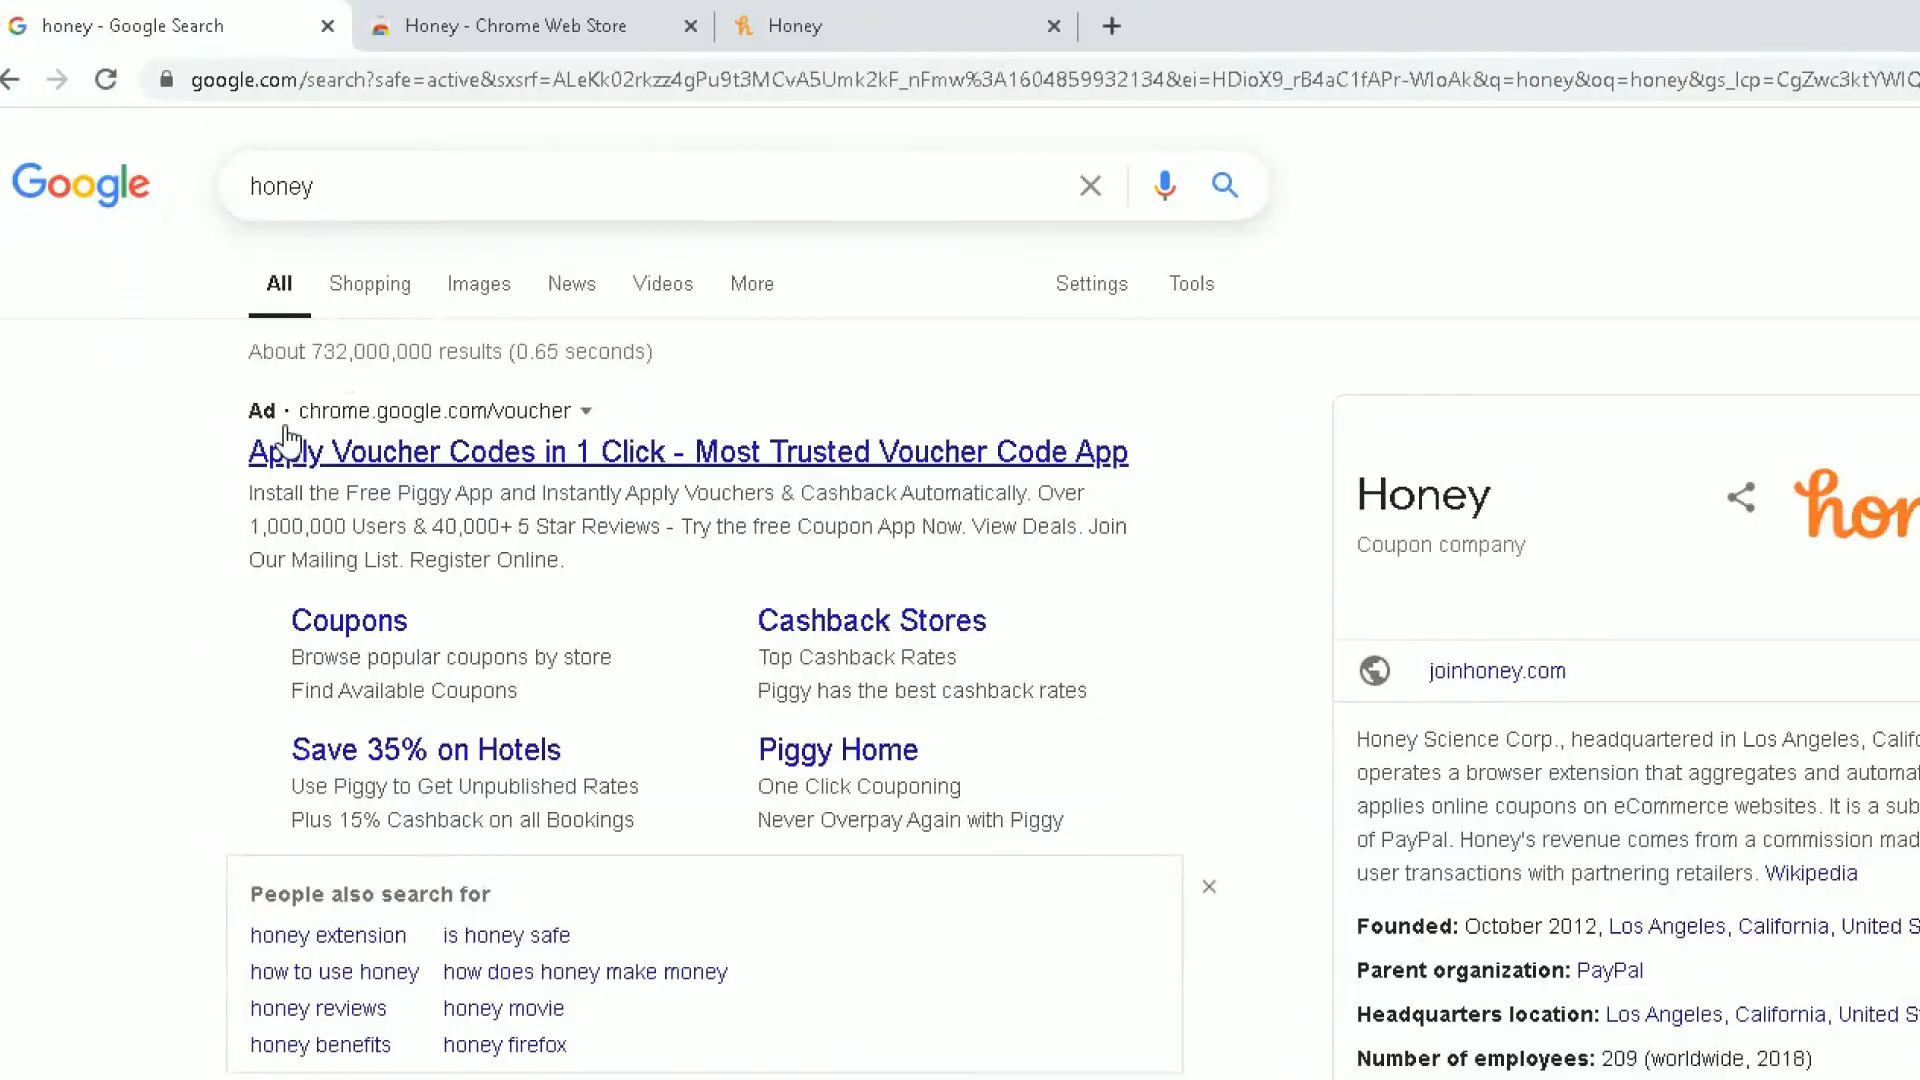 honey - Google Search
Honey - Chrome Web Store
Honey
google.com/search?safe=active&sxsrf=ALeKk02rkzz4gPu9t3MCvA5Umk2kF_nFmw%3A1604859932134&ei=HDioX9_rB4aC1fAPr-WIoAk&q=honey&oq=honey&gs_lcp=CgZwc3ktYWIQ
Google
honey
All Shopping Images News Videos More Settings Tools
About 732,000,000 results (0.65 seconds)
Ad · chrome.google.com/voucher
Apply Voucher Codes in 1 Click - Most Trusted Voucher Code App
Install the Free Piggy App and Instantly Apply Vouchers & Cashback Automatically. Over
1,000,000 Users & 40,000+ 5 Star Reviews - Try the free Coupon App Now. View Deals. Join
Our Mailing List. Register Online.
Coupons
Browse popular coupons by store
Find Available Coupons
Cashback Stores
Top Cashback Rates
Piggy has the best cashback rates
Save 35% on Hotels
Use Piggy to Get Unpublished Rates
Plus 15% Cashback on all Bookings
Piggy Home
One Click Couponing
Never Overpay Again with Piggy
People also search for
honey extension
is honey safe
how to use honey
how does honey make money
honey reviews
honey movie
honey benefits
honey firefox
Honey
Coupon company
hon
joinhoney.com
Honey Science Corp., headquartered in Los Angeles, Califo
operates a browser extension that aggregates and automat
applies online coupons on eCommerce websites. It is a sub
of PayPal. Honey's revenue comes from a commission mad
user transactions with partnering retailers. Wikipedia
Founded: October 2012, Los Angeles, California, United S
Parent organization: PayPal
Headquarters location: Los Angeles, California, United S
Number of employees: 209 (worldwide, 2018)